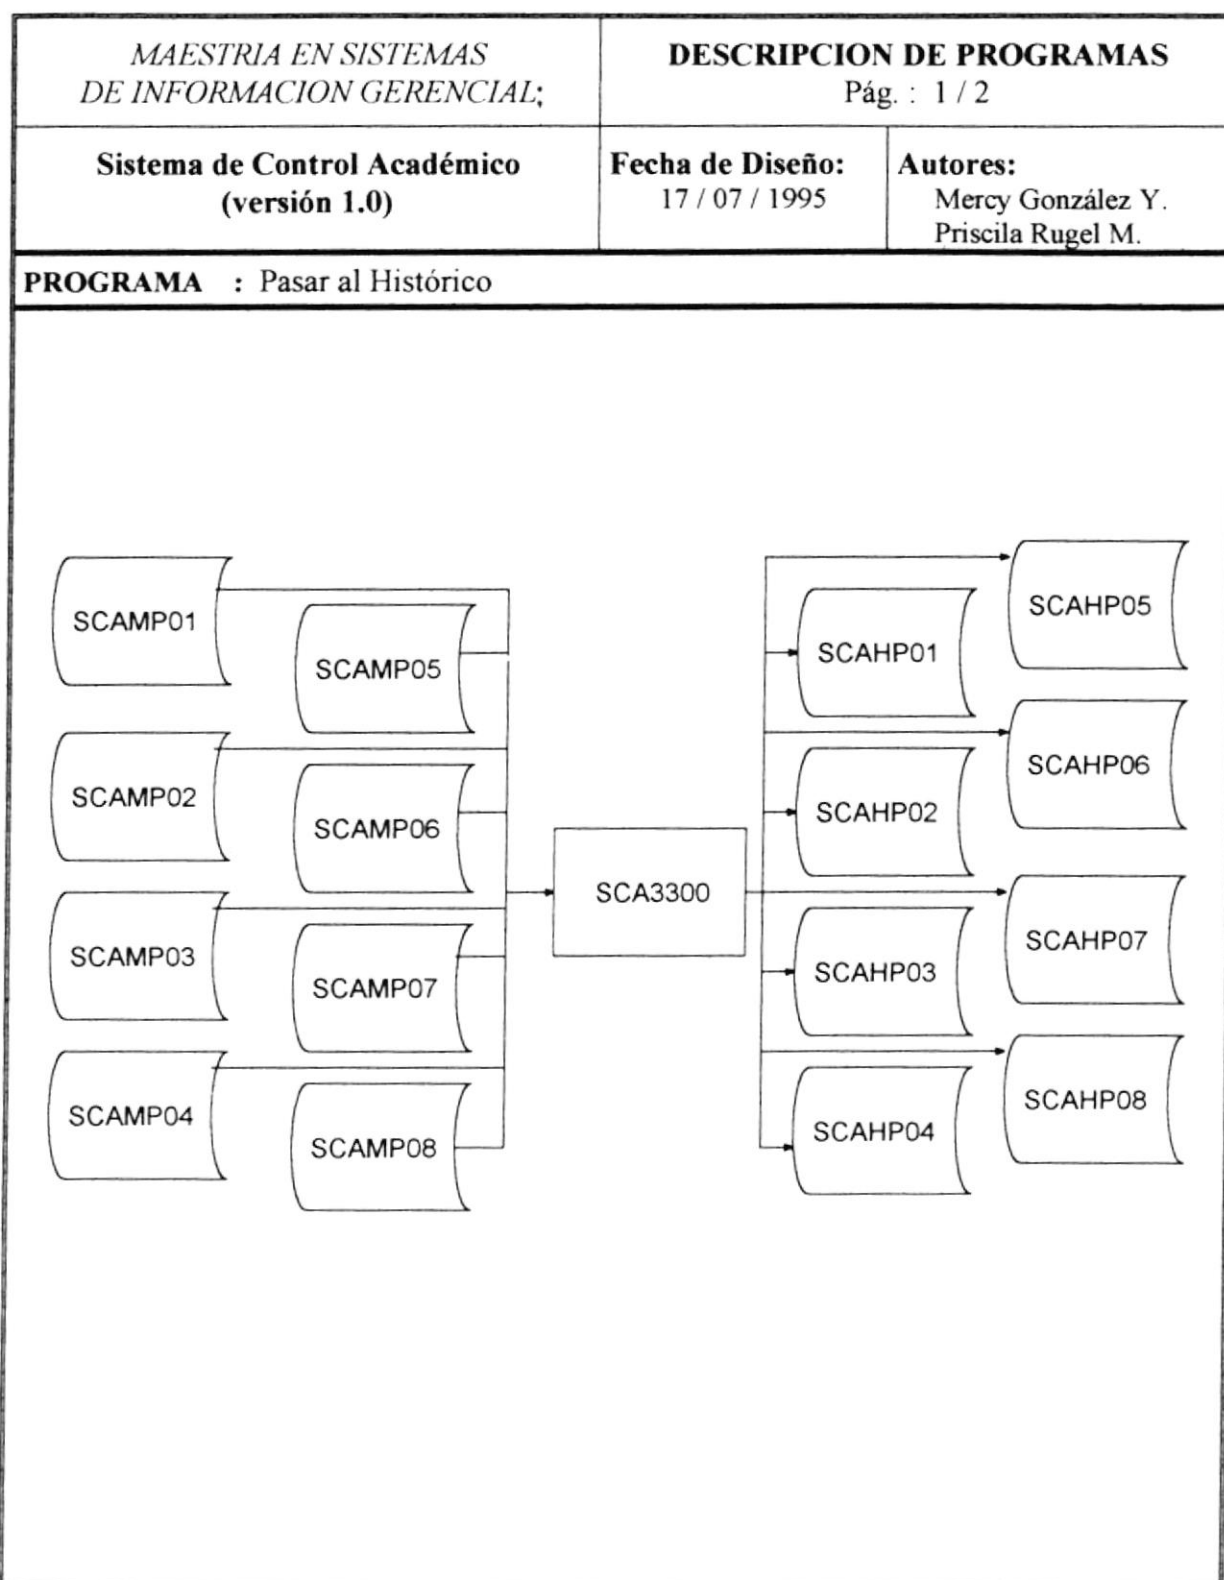 MAESTRIA EN SISTEMAS
DE INFORMACION GERENCIAL;
DESCRIPCION DE PROGRAMAS
Pág. : 1 / 2
Sistema de Control Académico
(versión 1.0)
Fecha de Diseño:
17 / 07 / 1995
Autores:
Mercy González Y.
Priscila Rugel M.
PROGRAMA : Pasar al Histórico
SCAMP01
SCAMP05
SCAMP02
SCAMP06
SCAMP03
SCAMP07
SCAMP04
SCAMP08
SCA3300
SCAHP05
SCAHP01
SCAHP06
SCAHP02
SCAHP07
SCAHP03
SCAHP08
SCAHP04